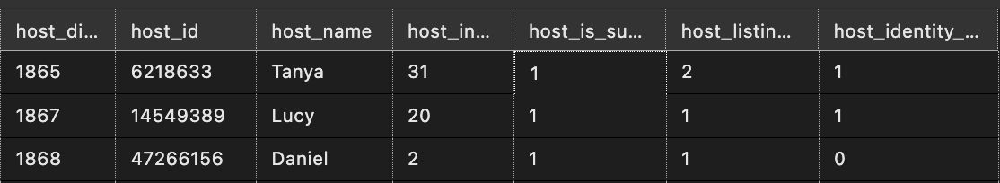 host_di... host_id host_name host_in... host_is_su... host_listin... host_identity_...
1865 6218633 Tanya 31 1 2 1
1867 14549389 Lucy 20 1 1 1
1868 47266156 Daniel 2 1 1 0